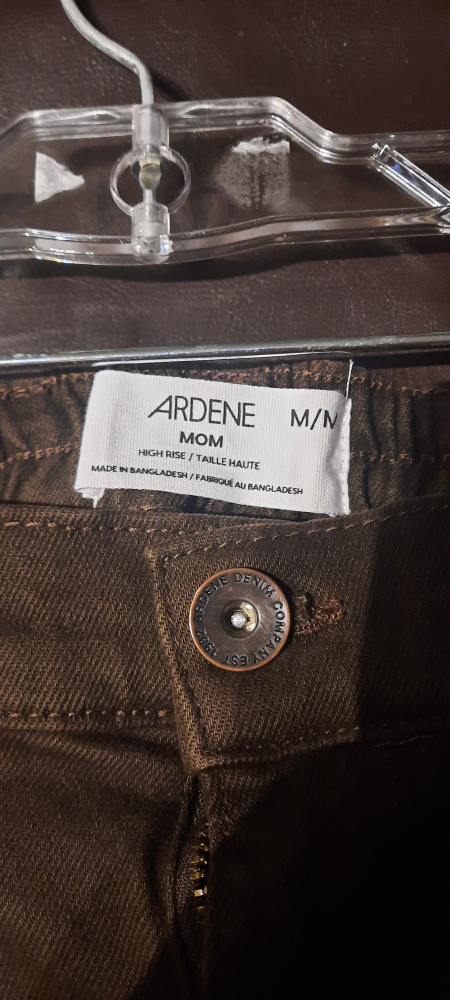 ARDENE M/M
MOM
HIGH RISE / TAILLE HAUTE
MADE IN BANGLADESH / FABRIQUÉ AU BANGLADESH
ARDENE DENIM COMPANY EST 1982